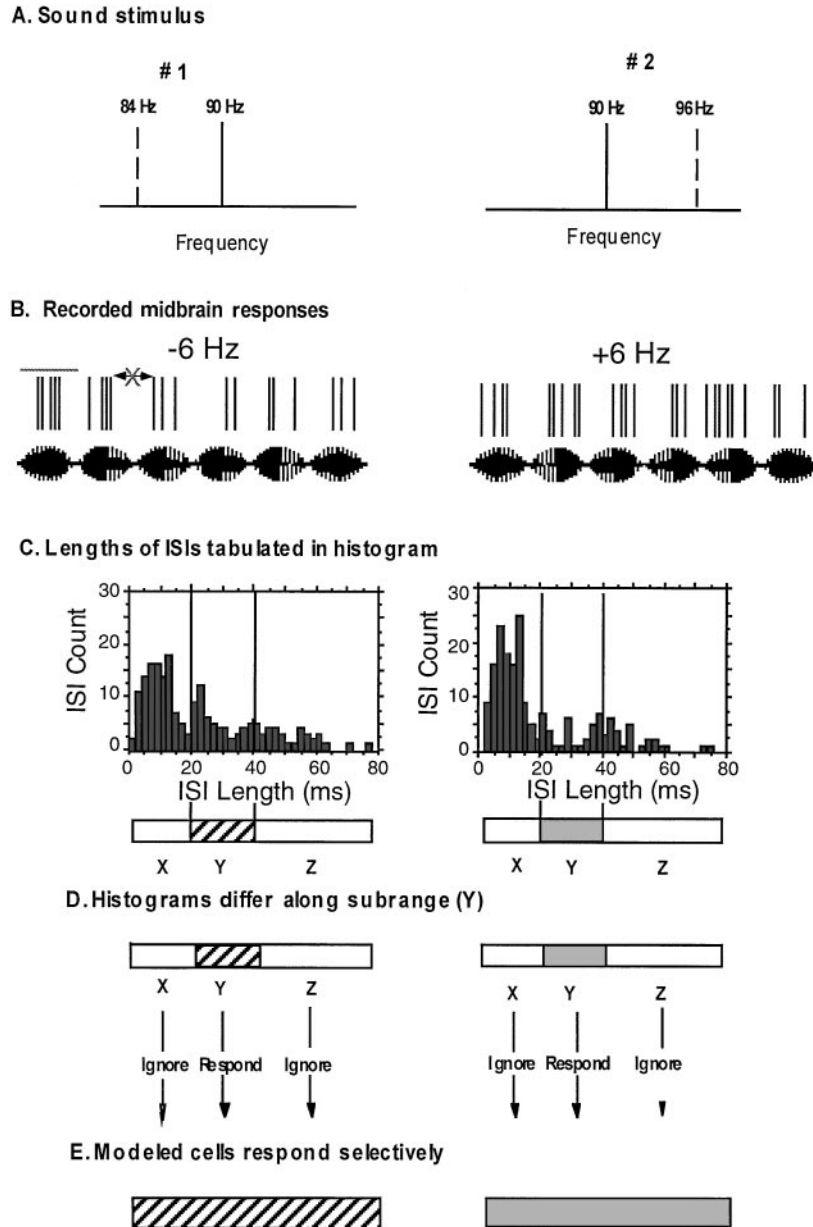 A. Sound stimulus
# 1
# 2
84 Hz
90 Hz
90 Hz
96 Hz
Frequency
Frequency
B. Recorded midbrain responses
-6 Hz
+6 Hz
X
C. Lengths of ISIs tabulated in histogram
30
20
10
0
ISI Count
0 20 40 60 80
ISI Length (ms)
30
20
10
0
ISI Count
0 20 40 60 80
ISI Length (ms)
X Y Z
X Y Z
D. Histograms differ along subrange (Y)
X Y Z
X Y Z
Ignore Respond Ignore
Ignore Respond Ignore
E. Modeled cells respond selectively